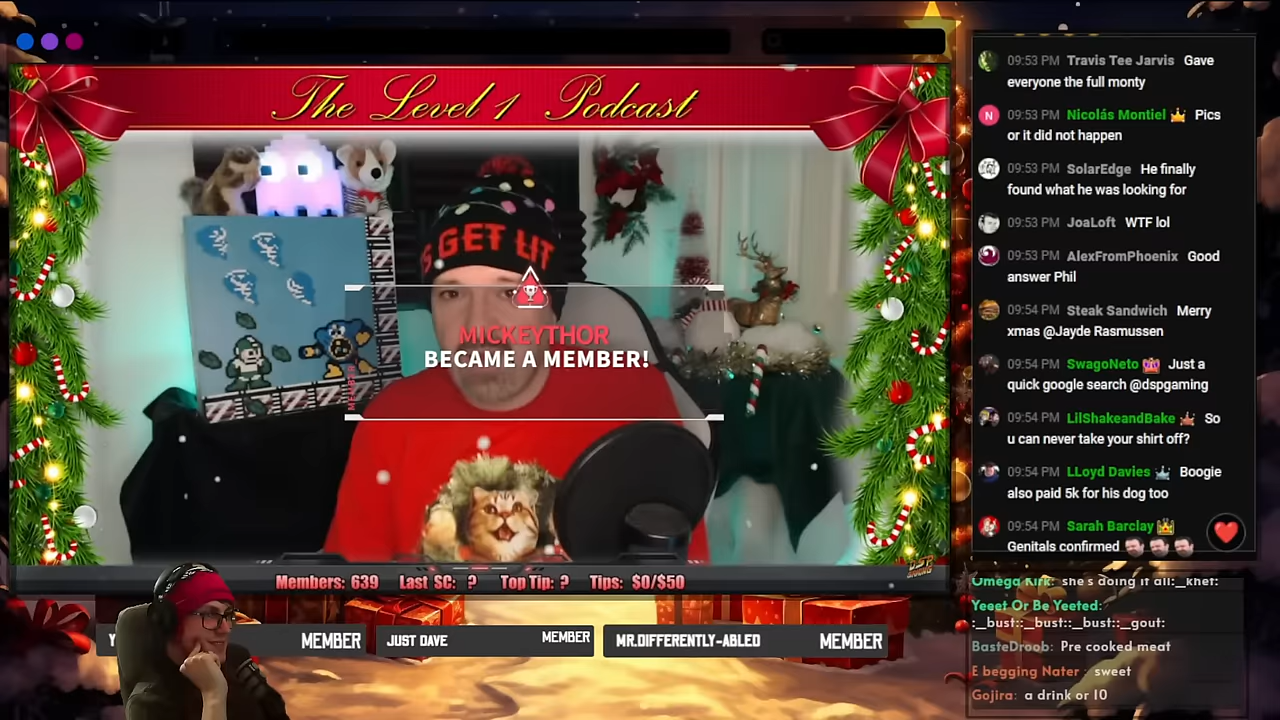 The Level 1 Podcast
S GET LIT
MICKEYTHOR
BECAME A MEMBER!
Members: 639 Last SC: ? Top Tip: ? Tips: $0/$50
DSP
GAMING
Y
MEMBER
JUST DAVE
MEMBER
MR.DIFFERENTLY-ABLED
MEMBER
09:53 PM Travis Tee Jarvis Gave
everyone the full monty
N
09:53 PM Nicolás Montiel 👑 Pics
or it did not happen
09:53 PM SolarEdge He finally
found what he was looking for
09:53 PM JoaLoft WTF lol
09:53 PM AlexFromPhoenix Good
answer Phil
09:54 PM Steak Sandwich Merry
xmas @Jayde Rasmussen
09:54 PM SwagoNeto Just a
quick google search @dspgaming
09:54 PM LilShakeandBake So
u can never take your shirt off?
09:54 PM LLoyd Davies Boogie
also paid 5k for his dog too
09:54 PM Sarah Barclay
Genitals confirmed
Omega Kirk: she's doing it all:_khet:
Yeeet Or Be Yeeted:
:_bust::_bust::_bust::_gout:
BasteDroob: Pre cooked meat
E begging Nater : sweet
Gojira: a drink or 10